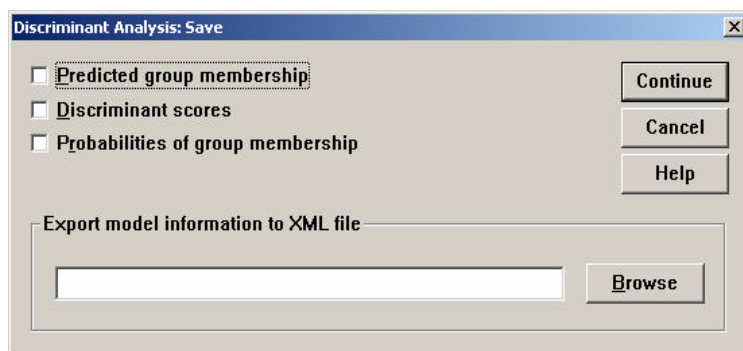 Discriminant Analysis: Save
Predicted group membership
Discriminant scores
Probabilities of group membership
Continue
Cancel
Help
Export model information to XML file
Browse